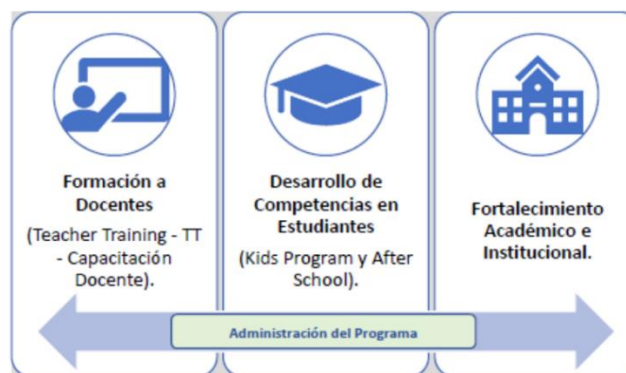 Formación a
Docentes
(Teacher Training - TT
- Capacitación
Docente).
Desarrollo de
Competencias en
Estudiantes
(Kids Program y After
School).
Fortalecimiento
Académico e
Institucional.
Administración del Programa